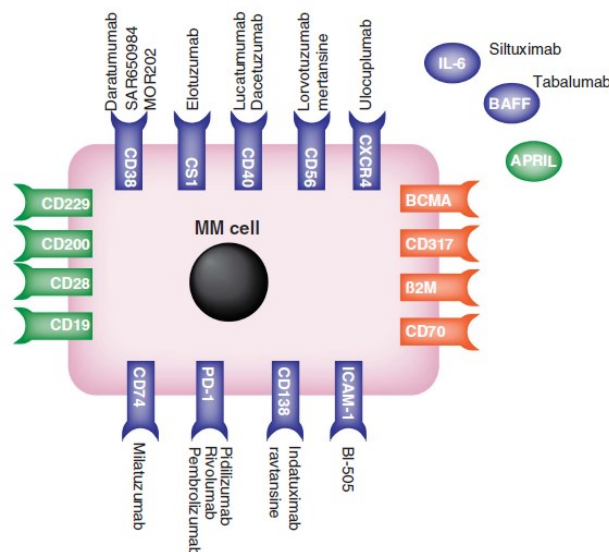 Daratumumab
SAR650984
MOR202
Elotuzumab
Lucatumumab
Dacetuzumab
Lorvotuzumab
mertansine
Ulocuplumab
IL-6
Siltuximab
BAFF
Tabalumab
APRIL
CD38
CS1
CD40
CD56
CXCR4
CD229
CD200
CD28
CD19
MM cell
BCMA
CD317
ß2M
CD70
CD74
PD-1
CD138
ICAM-1
Milatuzumab
Pidilizumab
Rivolumab
Pembrolizumab
Indatuximab
ravtansine
BI-505